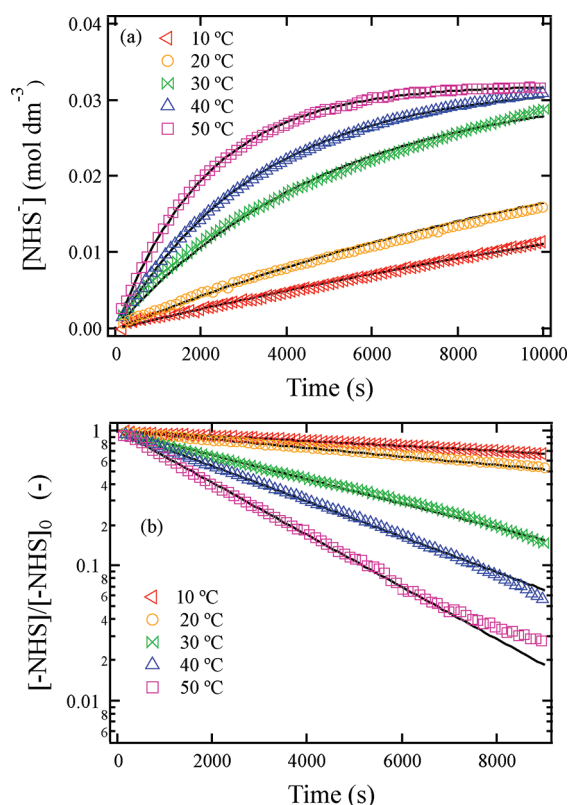 (a)
10 ºC
20 ºC
30 ºC
40 ºC
50 ºC
0.04
0.03
0.02
0.01
0.00
[NHS⁻] (mol dm⁻³)
0 2000 4000 6000 8000 10000
Time (s)
(b)
1
8
6
4
2
0.1
8
6
4
2
0.01
8
6
[-NHS]/[-NHS]₀ (-)
10 ºC
20 ºC
30 ºC
40 ºC
50 ºC
0 2000 4000 6000 8000
Time (s)